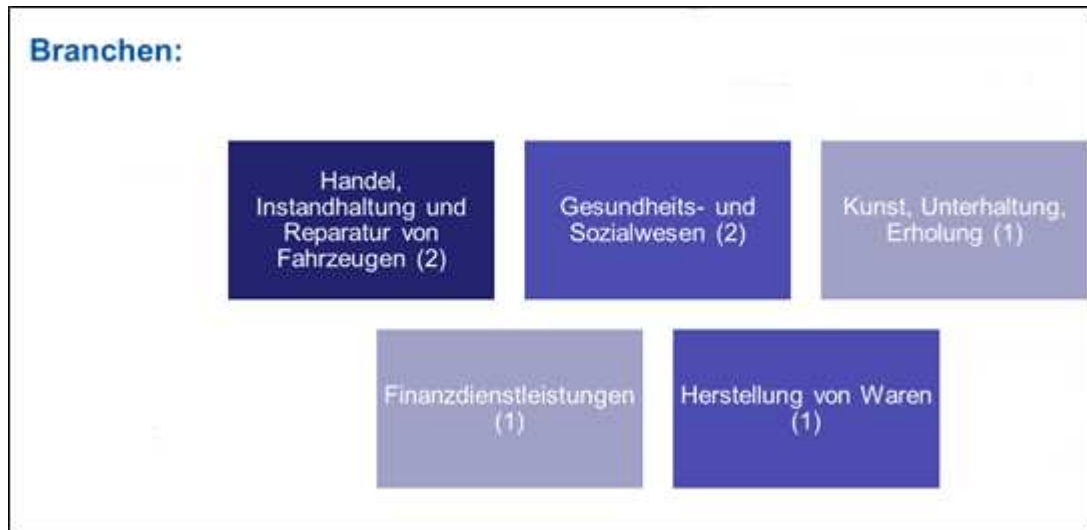 Branchen:
Handel,
Instandhaltung und
Reparatur von
Fahrzeugen (2)
Gesundheits- und
Sozialwesen (2)
Kunst, Unterhaltung,
Erholung (1)
Finanzdienstleistungen
(1)
Herstellung von Waren
(1)